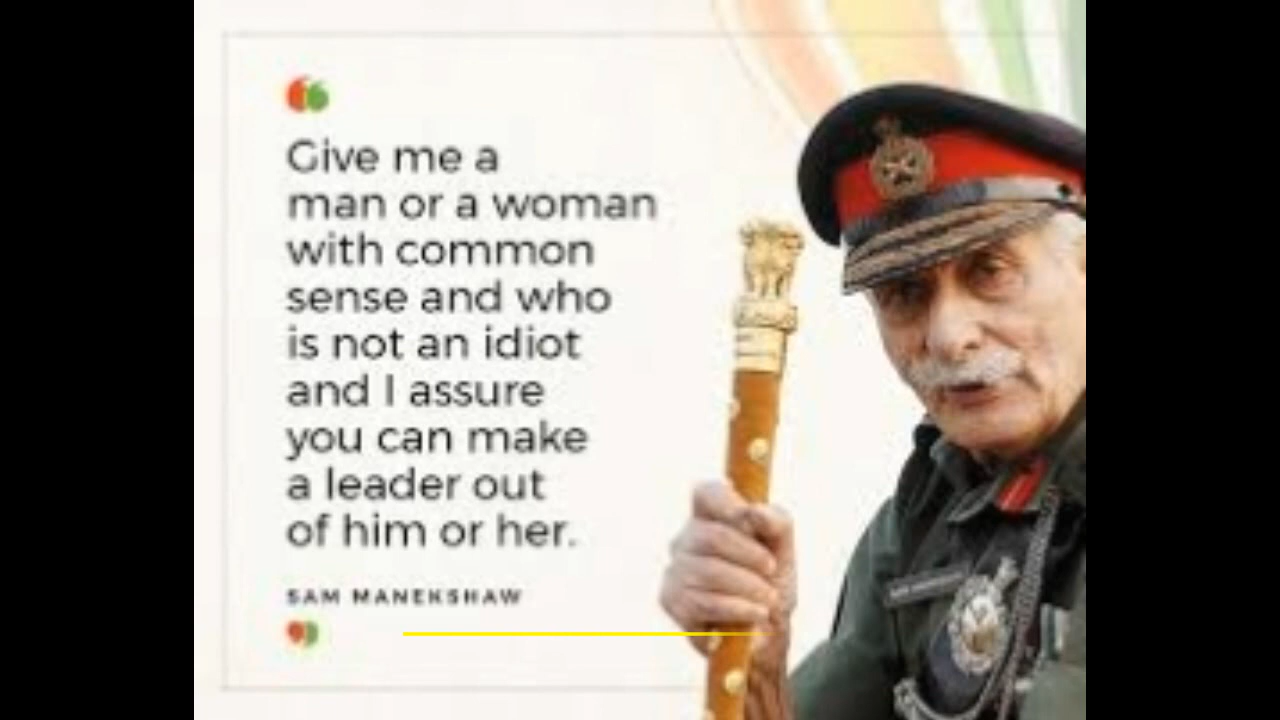 Give me a
man or a woman
with common
sense and who
is not an idiot
and I assure
you can make
a leader out
of him or her.
SAM MANEKSHAW